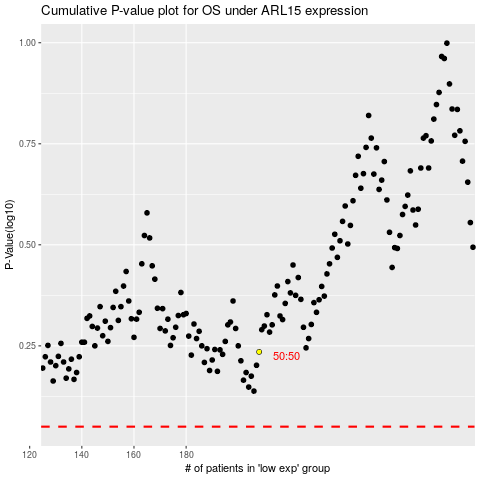 Cumulative P-value plot for OS under ARL15 expression
P-Value(log10)
1.00
0.75
0.50
0.25
50:50
120 140 160 180
# of patients in 'low exp' group